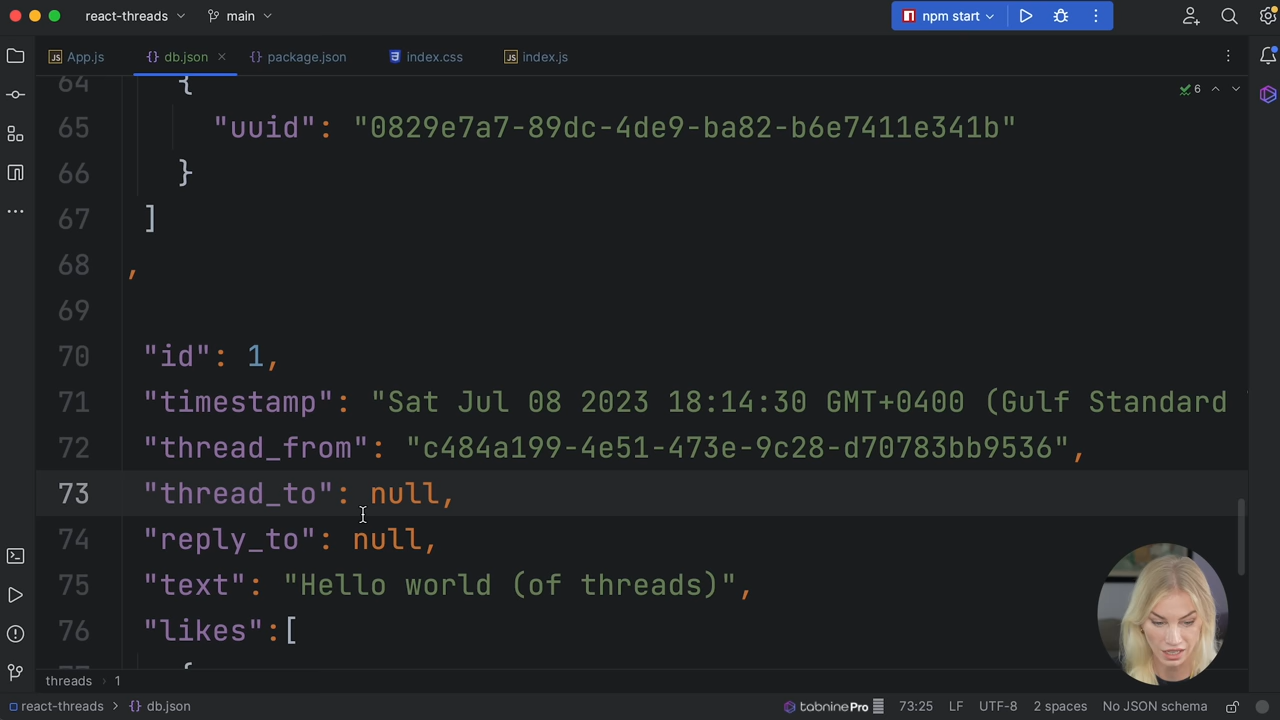 react-threads
main
npm start
App.js
db.json
package.json
index.css
index.js
6
64 {
65 "uuid": "0829e7a7-89dc-4de9-ba82-b6e7411e341b"
66 }
67 ]
68 ,
69
70 "id": 1,
71 "timestamp": "Sat Jul 08 2023 18:14:30 GMT+0400 (Gulf Standard
72 "thread_from": "c484a199-4e51-473e-9c28-d70783bb9536",
73 "thread_to": null,
74 "reply_to": null,
75 "text": "Hello world (of threads)",
76 "likes":[
77 {
threads › 1
react-threads › db.json
tabnine Pro
73:25
LF
UTF-8
2 spaces
No JSON schema